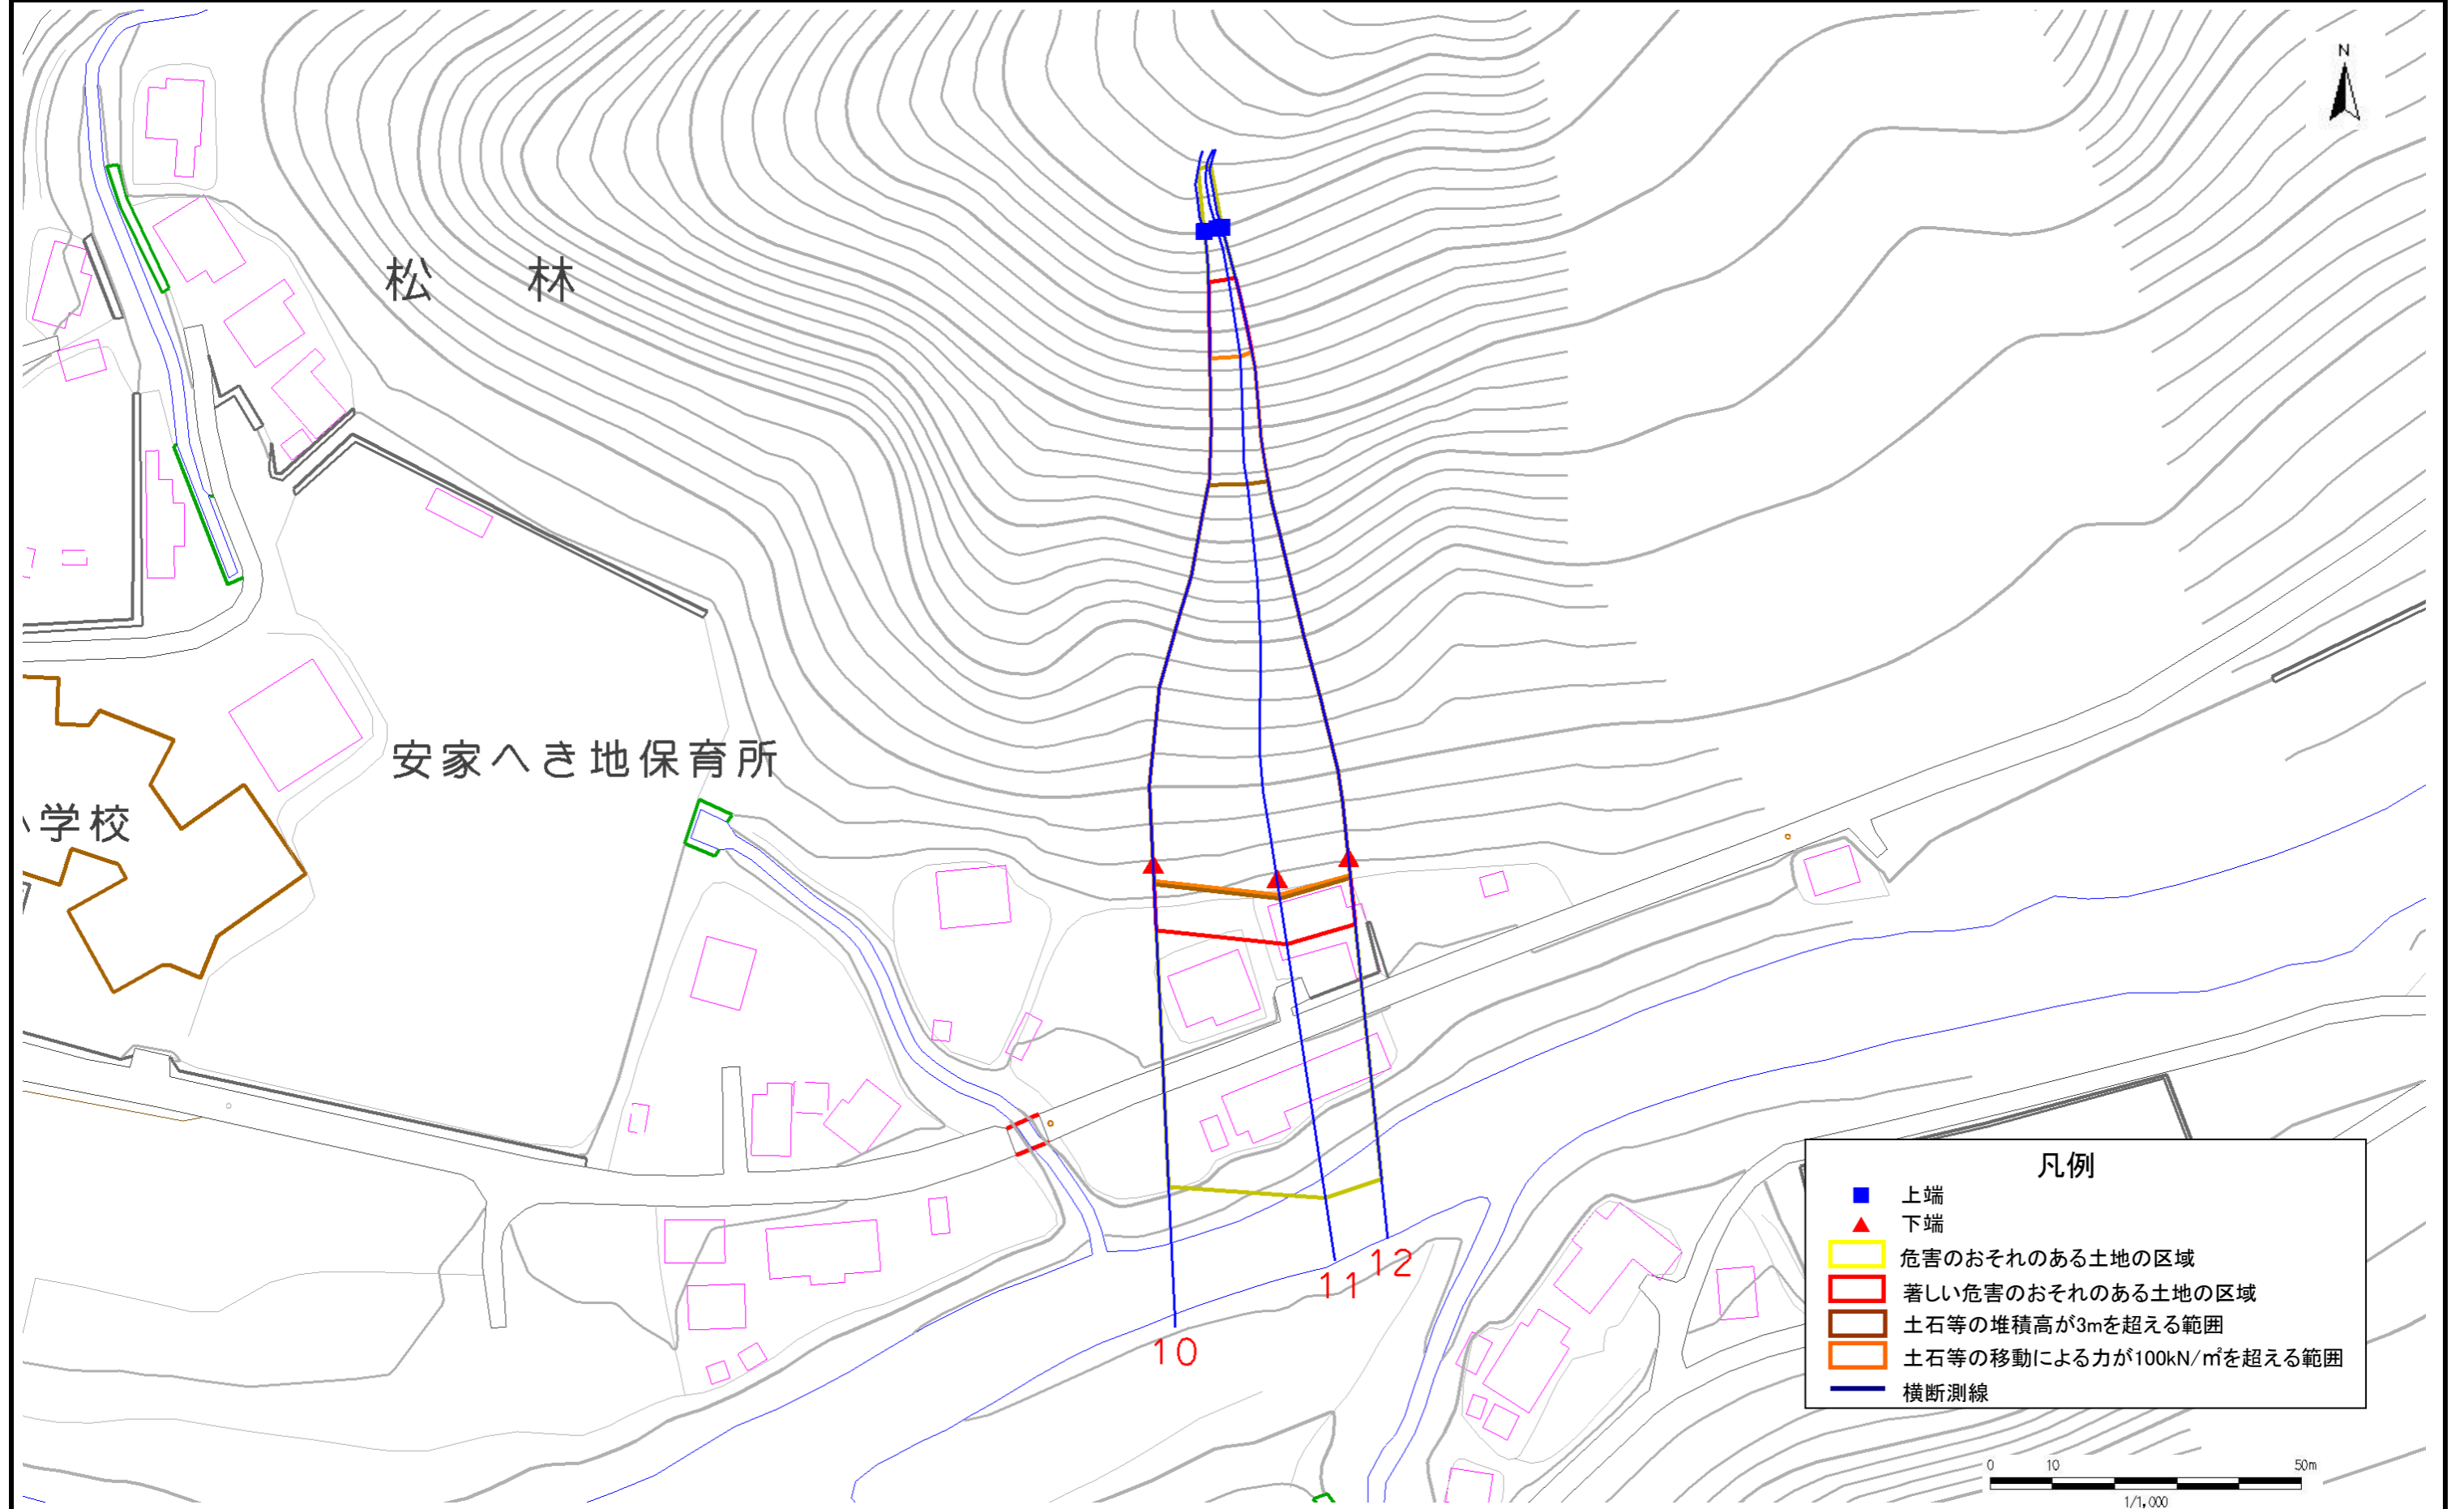 N
松林
安家へき地保育所
学校
10
11
12
凡例
上端
下端
危害のおそれのある土地の区域
著しい危害のおそれのある土地の区域
土石等の堆積高が3mを超える範囲
土石等の移動による力が100kN/㎡を超える範囲
横断測線
0 10 50m
1/1,000